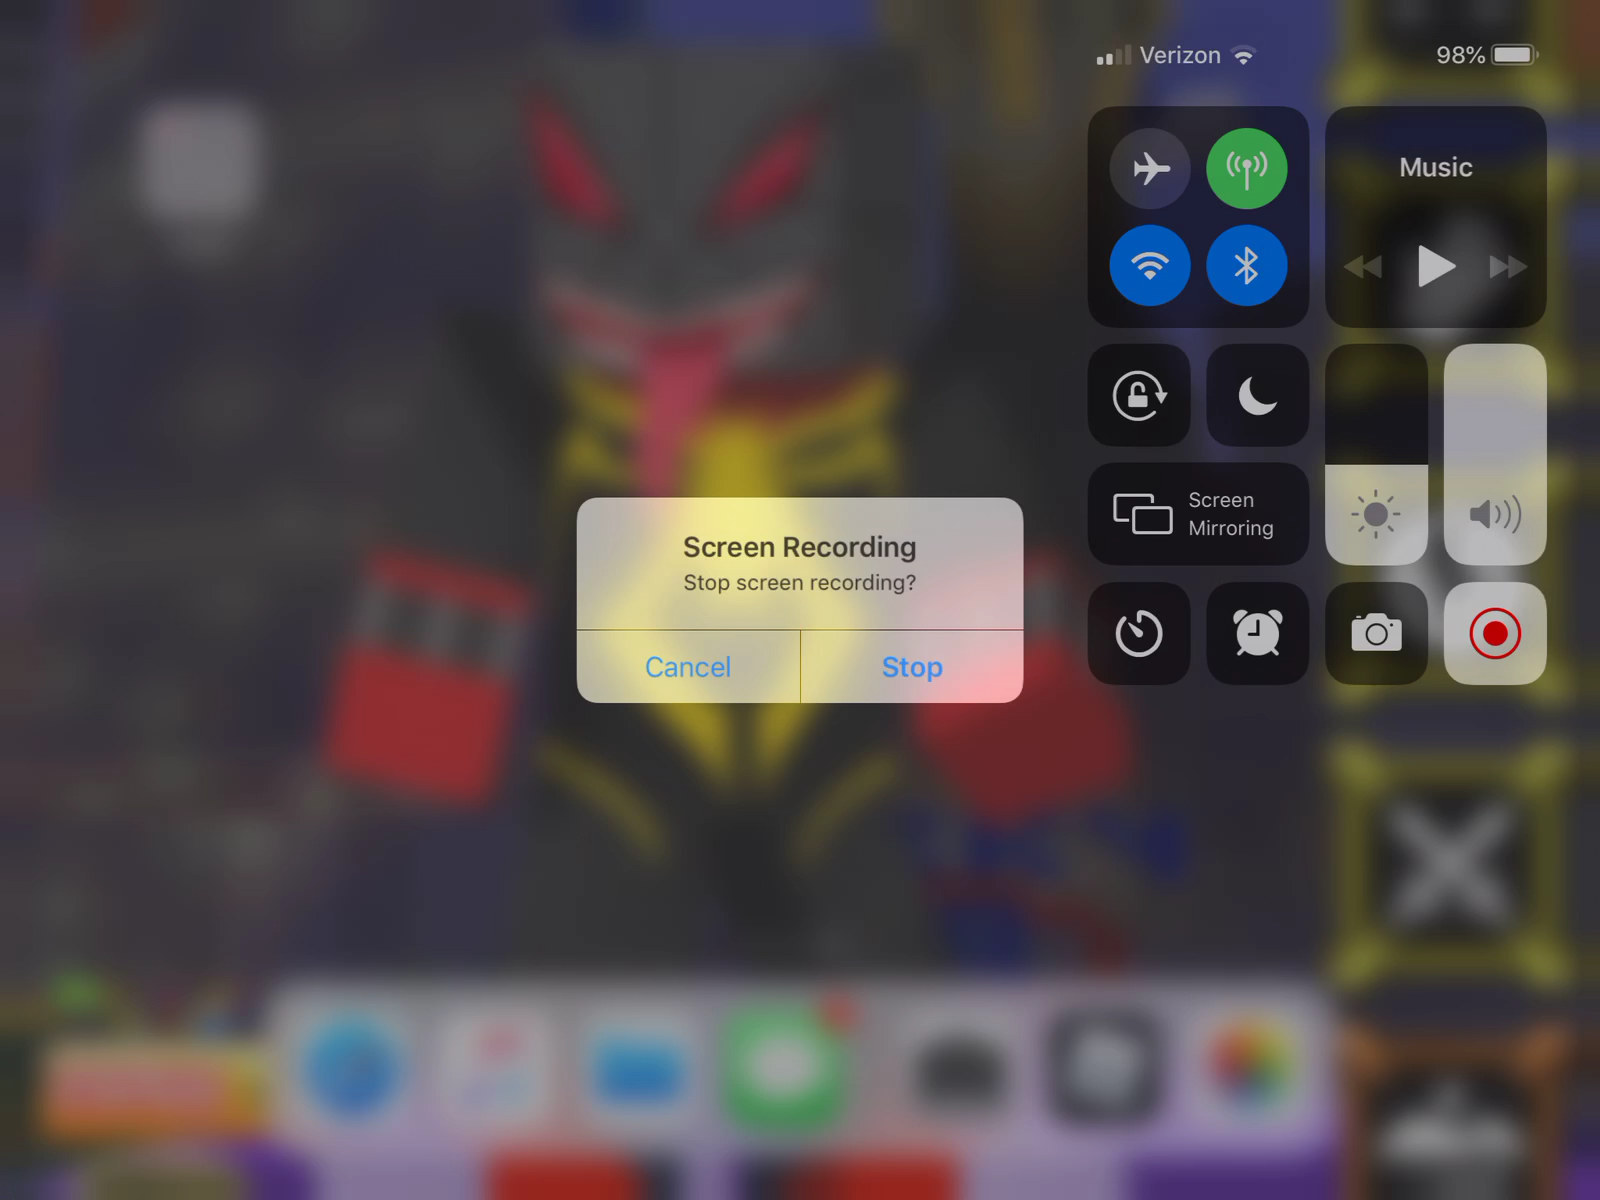 Verizon
98%
Music
Screen
Mirroring
Screen Recording
Stop screen recording?
Cancel
Stop